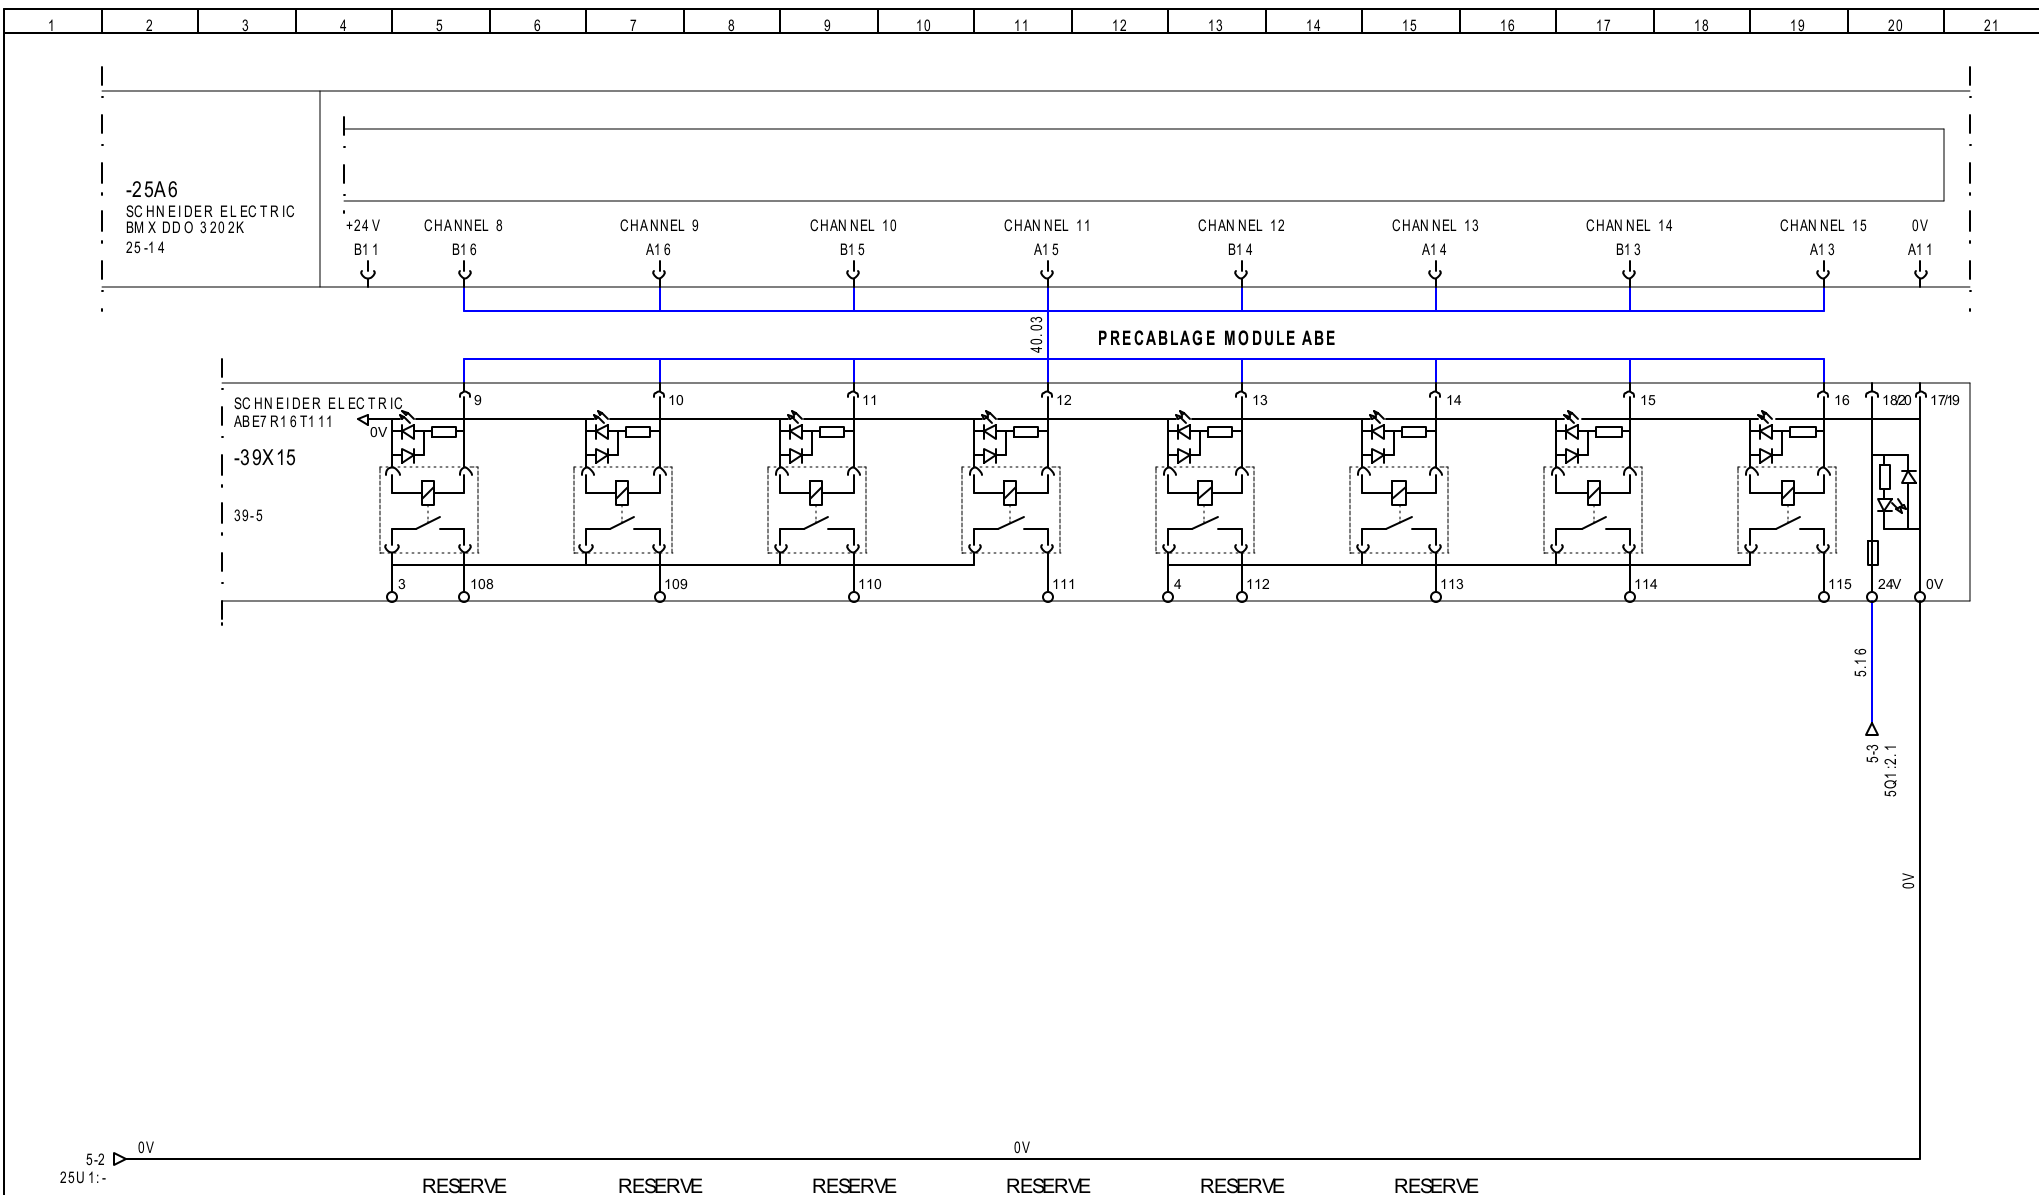 1 2 3 4 5 6 7 8 9 10 11 12 13 14 15 16 17 18 19 20 21
-25A6
SCHNEIDER ELECTRIC
BMX DDO 3202K
25-14
+24V CHANNEL 8 CHANNEL 9 CHANNEL 10 CHANNEL 11 CHANNEL 12 CHANNEL 13 CHANNEL 14 CHANNEL 15 0V
B11 B16 A16 B15 A15 B14 A14 B13 A13 A11
40.03
PRECABLAGE MODULE ABE
SCHNEIDER ELECTRIC
ABE7R16T111
0V
-39X15
39-5
9 10 11 12 13 14 15 16 18/20 17/19
3 108 109 110 111 4 112 113 114 115 24V 0V
5.16
5-3
5Q1:2.1
0V
0V 0V
5-2
25U1:-
RESERVE RESERVE RESERVE RESERVE RESERVE RESERVE